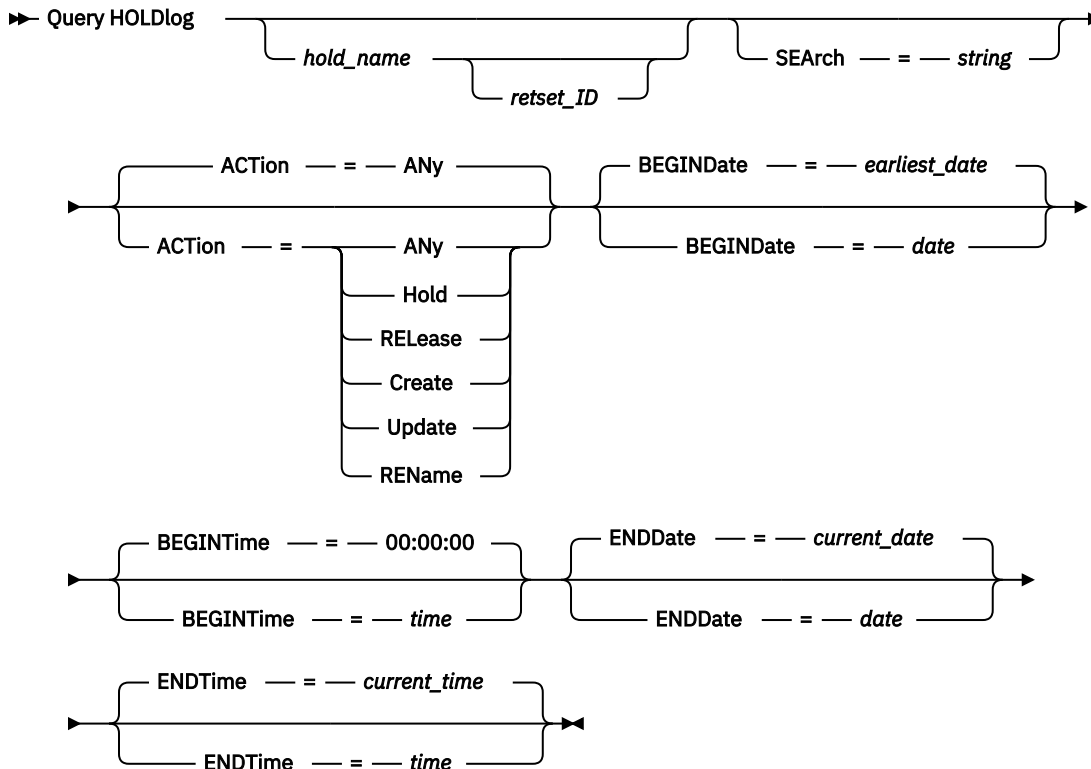 Query HOLDlog
hold_name
retset_ID
SEArch = string
ACTion = ANy
ACTion = ANy
Hold
RELease
Create
Update
REName
BEGINDate = earliest_date
BEGINDate = date
BEGINTime = 00:00:00
BEGINTime = time
ENDDate = current_date
ENDDate = date
ENDTime = current_time
ENDTime = time